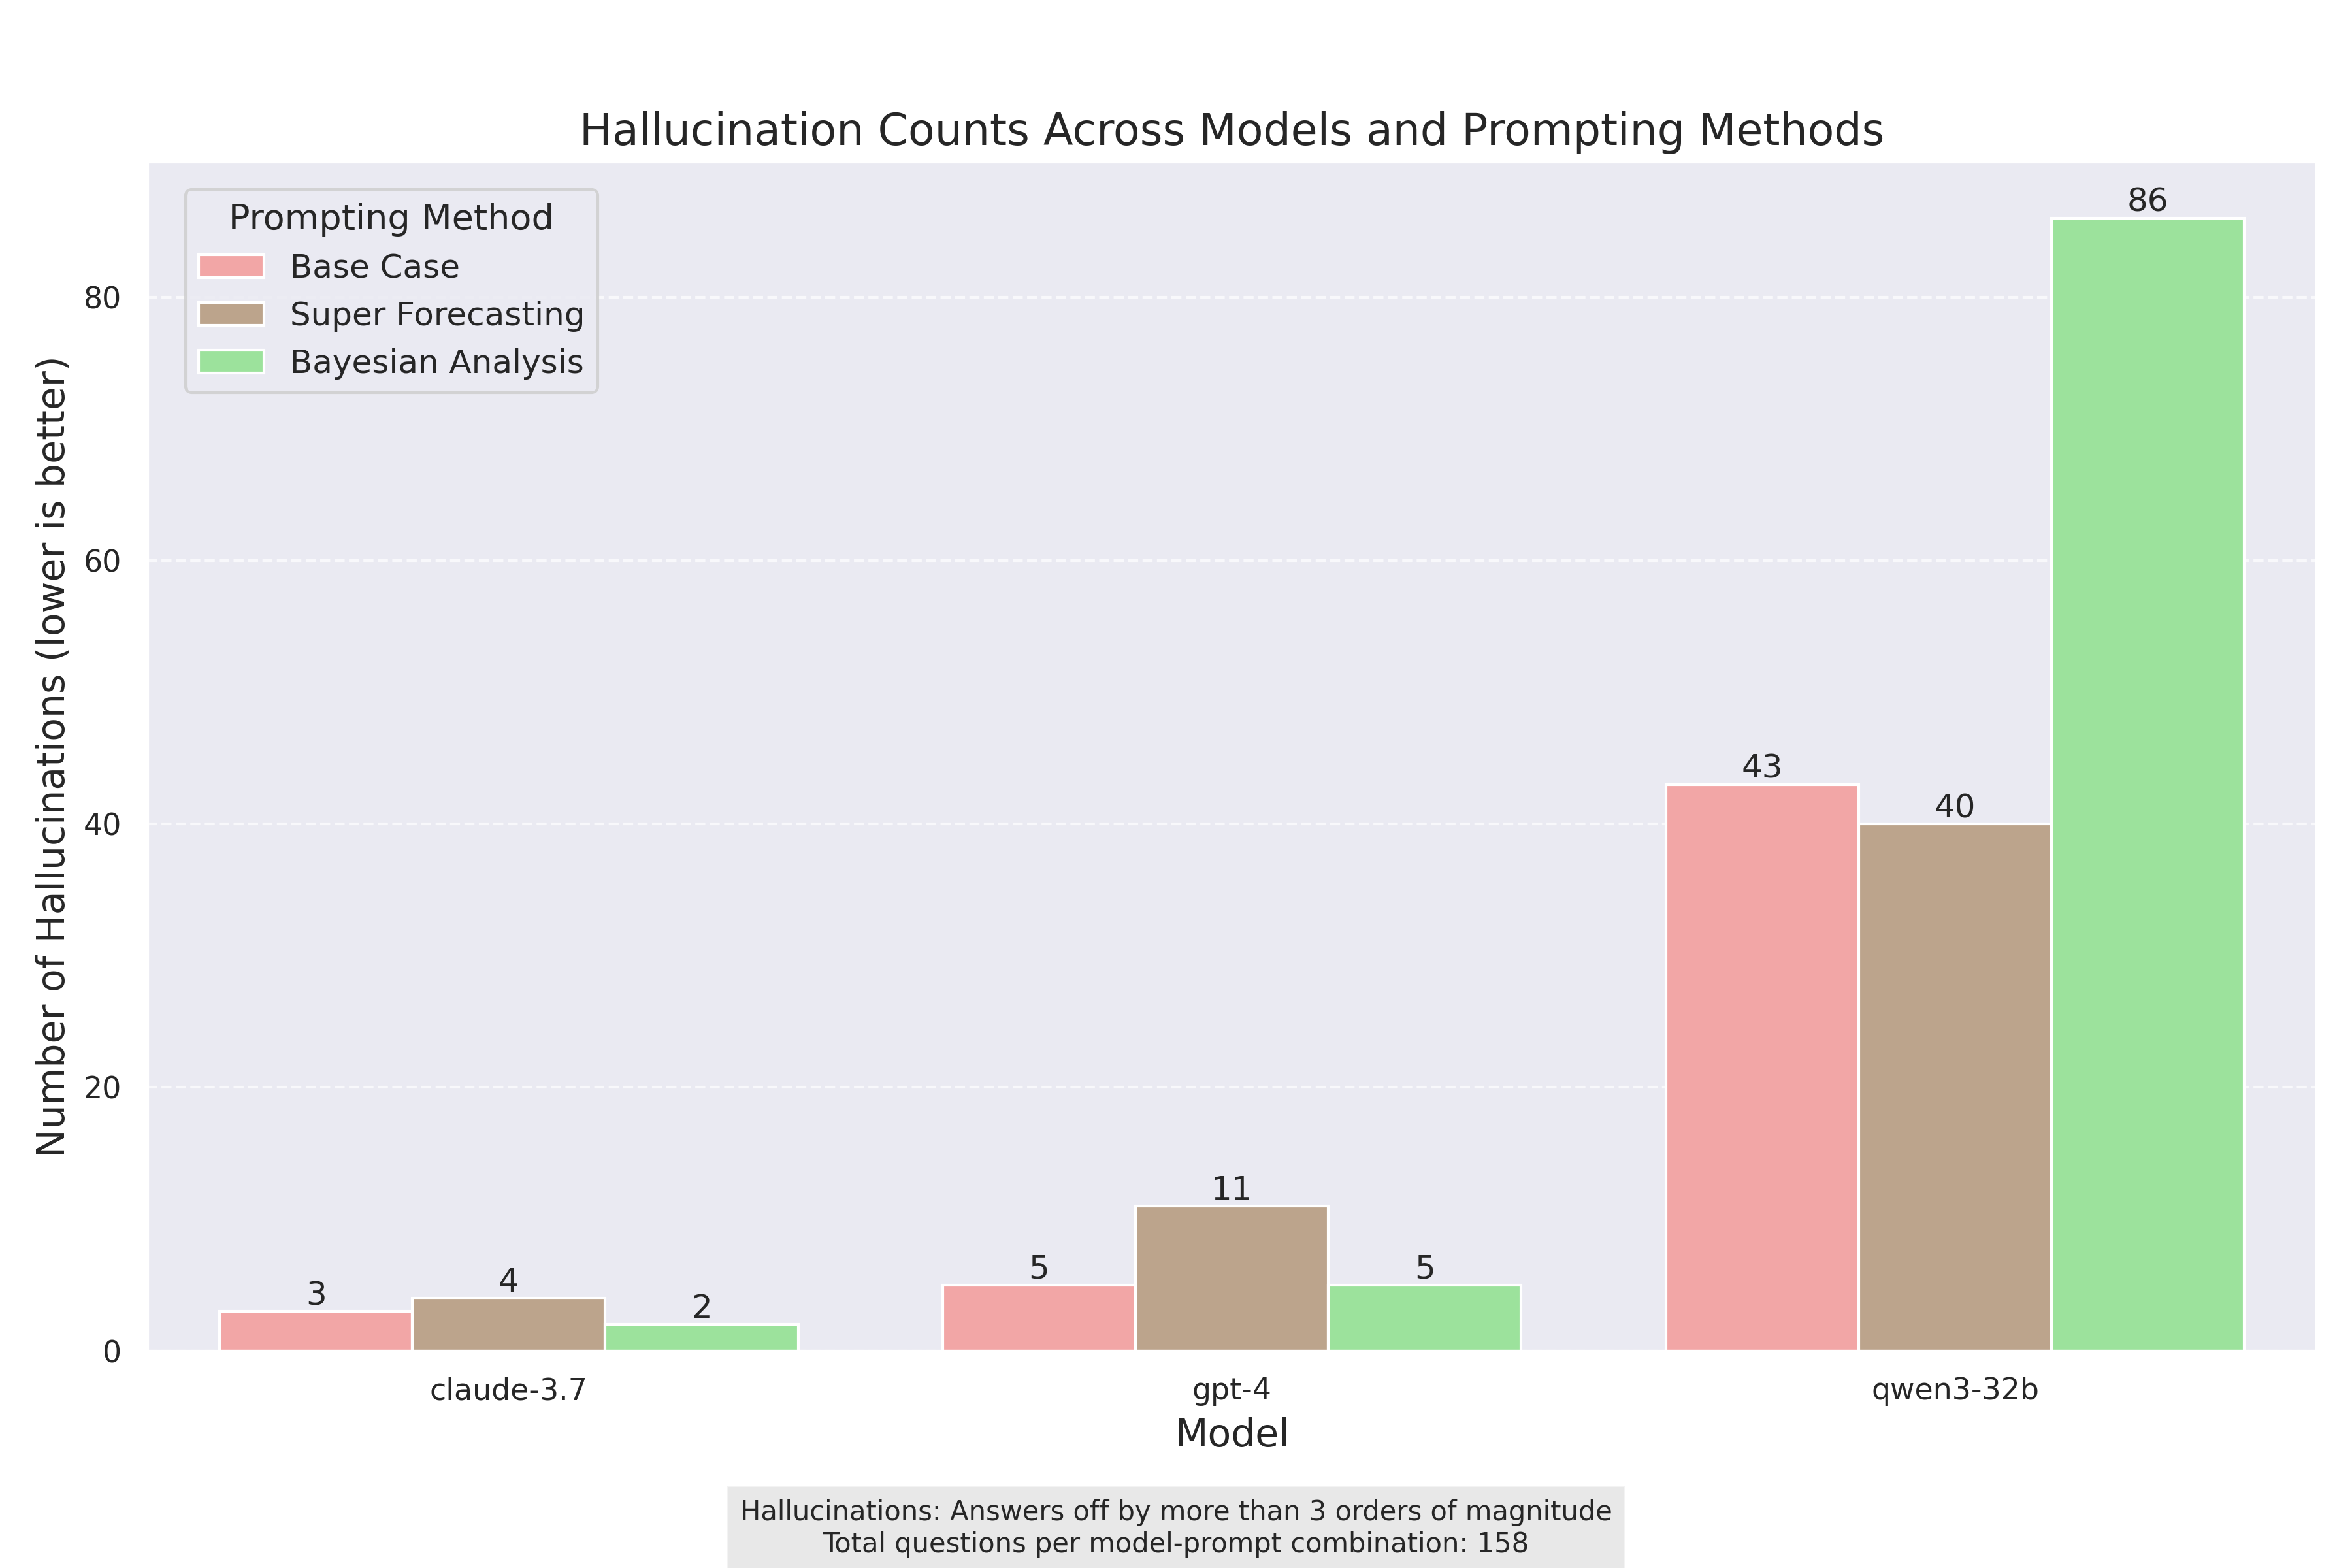 Hallucination Counts Across Models and Prompting Methods
Prompting Method
Base Case
Super Forecasting
Bayesian Analysis
Number of Hallucinations (lower is better)
80
60
40
20
0
3
4
2
5
11
5
43
40
86
claude-3.7
gpt-4
qwen3-32b
Model
Hallucinations: Answers off by more than 3 orders of magnitude
Total questions per model-prompt combination: 158